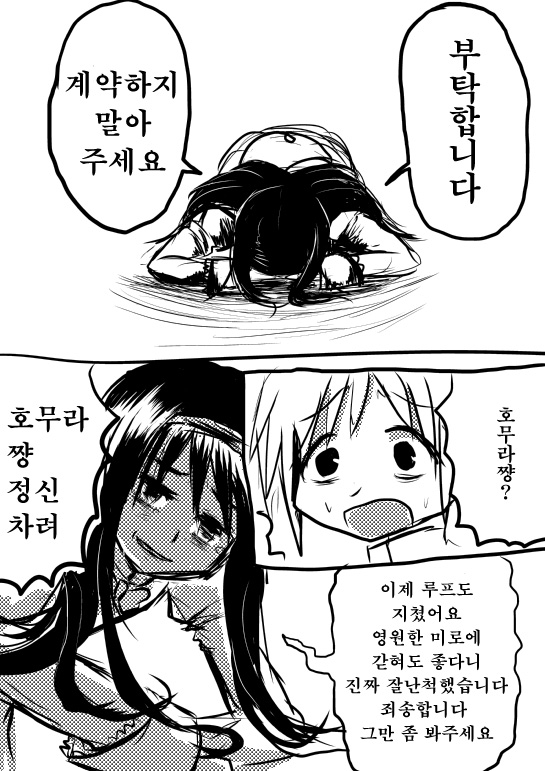 부탁합니다
계약하지
말아
주세요
호무라쨩?
호무라
쨩
정신
차려
이제 루프도
지쳤어요
영원한 미로에
갇혀도 좋다니
진짜 잘난척했습니다
죄송합니다
그만 좀 봐주세요